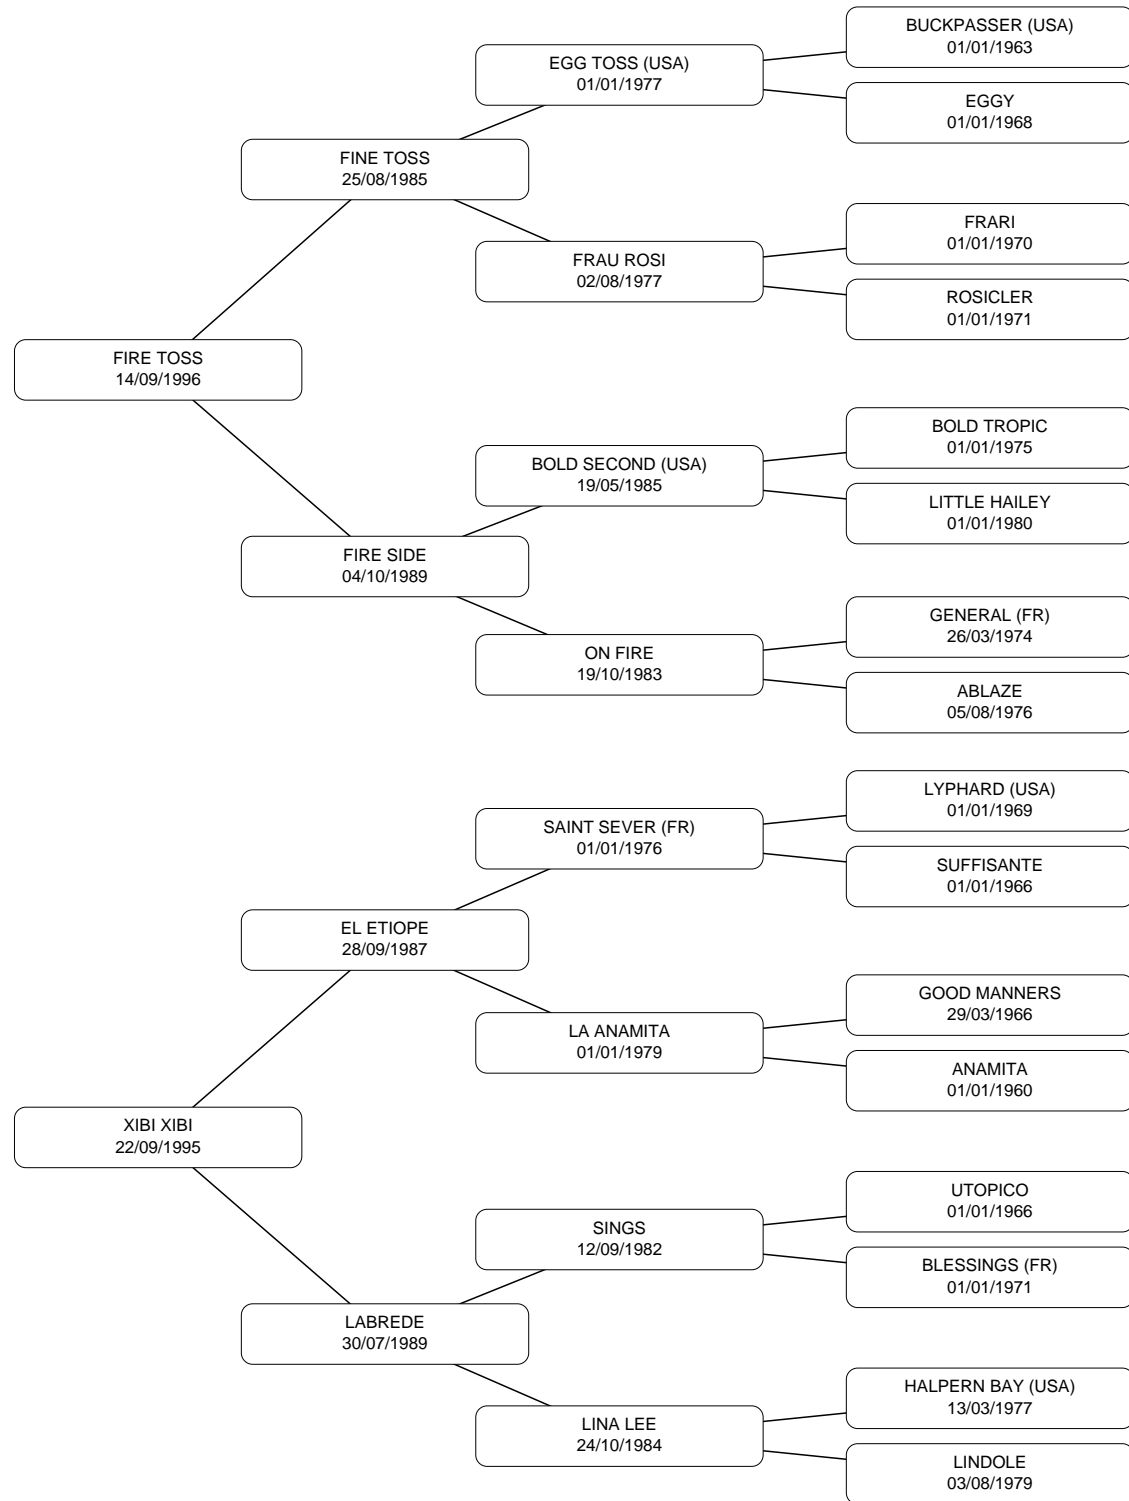 BUCKPASSER (USA)
01/01/1963
EGG TOSS (USA)
01/01/1977
EGGY
01/01/1968
FINE TOSS
25/08/1985
FRARI
01/01/1970
FRAU ROSI
02/08/1977
ROSICLER
01/01/1971
FIRE TOSS
14/09/1996
BOLD TROPIC
01/01/1975
BOLD SECOND (USA)
19/05/1985
LITTLE HAILEY
01/01/1980
FIRE SIDE
04/10/1989
GENERAL (FR)
26/03/1974
ON FIRE
19/10/1983
ABLAZE
05/08/1976
LYPHARD (USA)
01/01/1969
SAINT SEVER (FR)
01/01/1976
SUFFISANTE
01/01/1966
EL ETIOPE
28/09/1987
GOOD MANNERS
29/03/1966
LA ANAMITA
01/01/1979
ANAMITA
01/01/1960
XIBI XIBI
22/09/1995
UTOPICO
01/01/1966
SINGS
12/09/1982
BLESSINGS (FR)
01/01/1971
LABREDE
30/07/1989
HALPERN BAY (USA)
13/03/1977
LINA LEE
24/10/1984
LINDOLE
03/08/1979